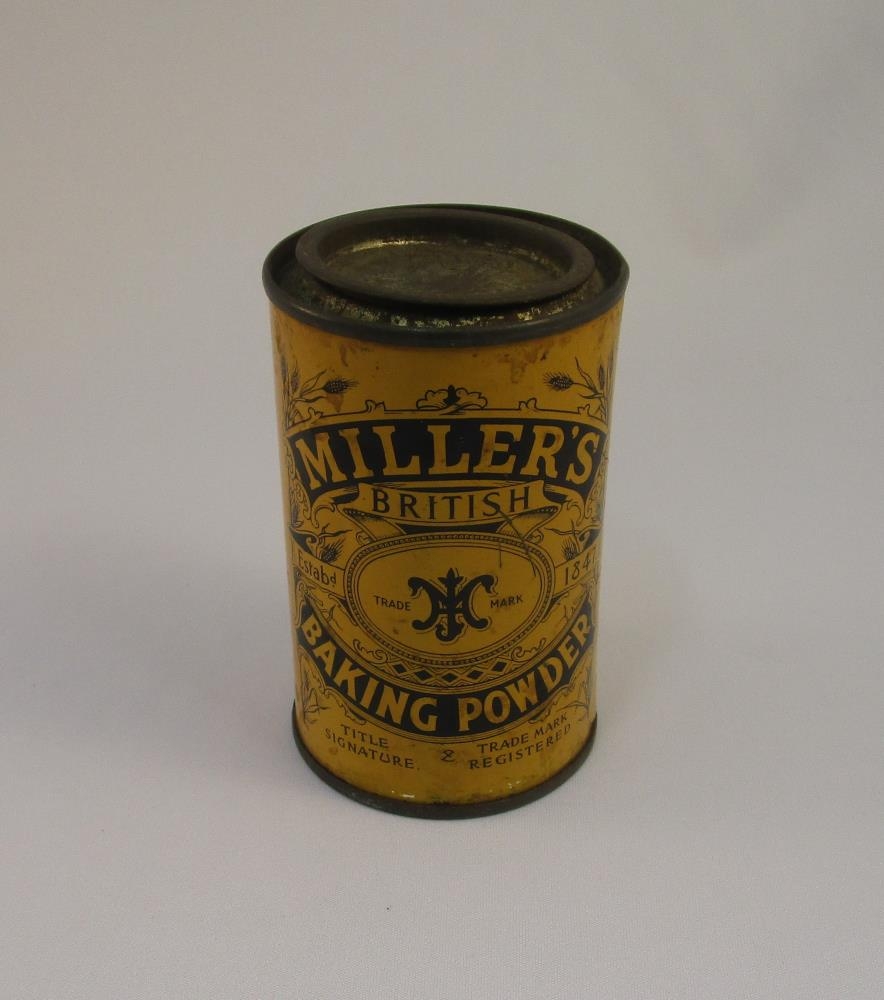 MILLER'S
BRITISH
Estabd 1847
TRADE MARK
BAKING POWDER
TITLE & TRADE MARK
SIGNATURE. REGISTERED